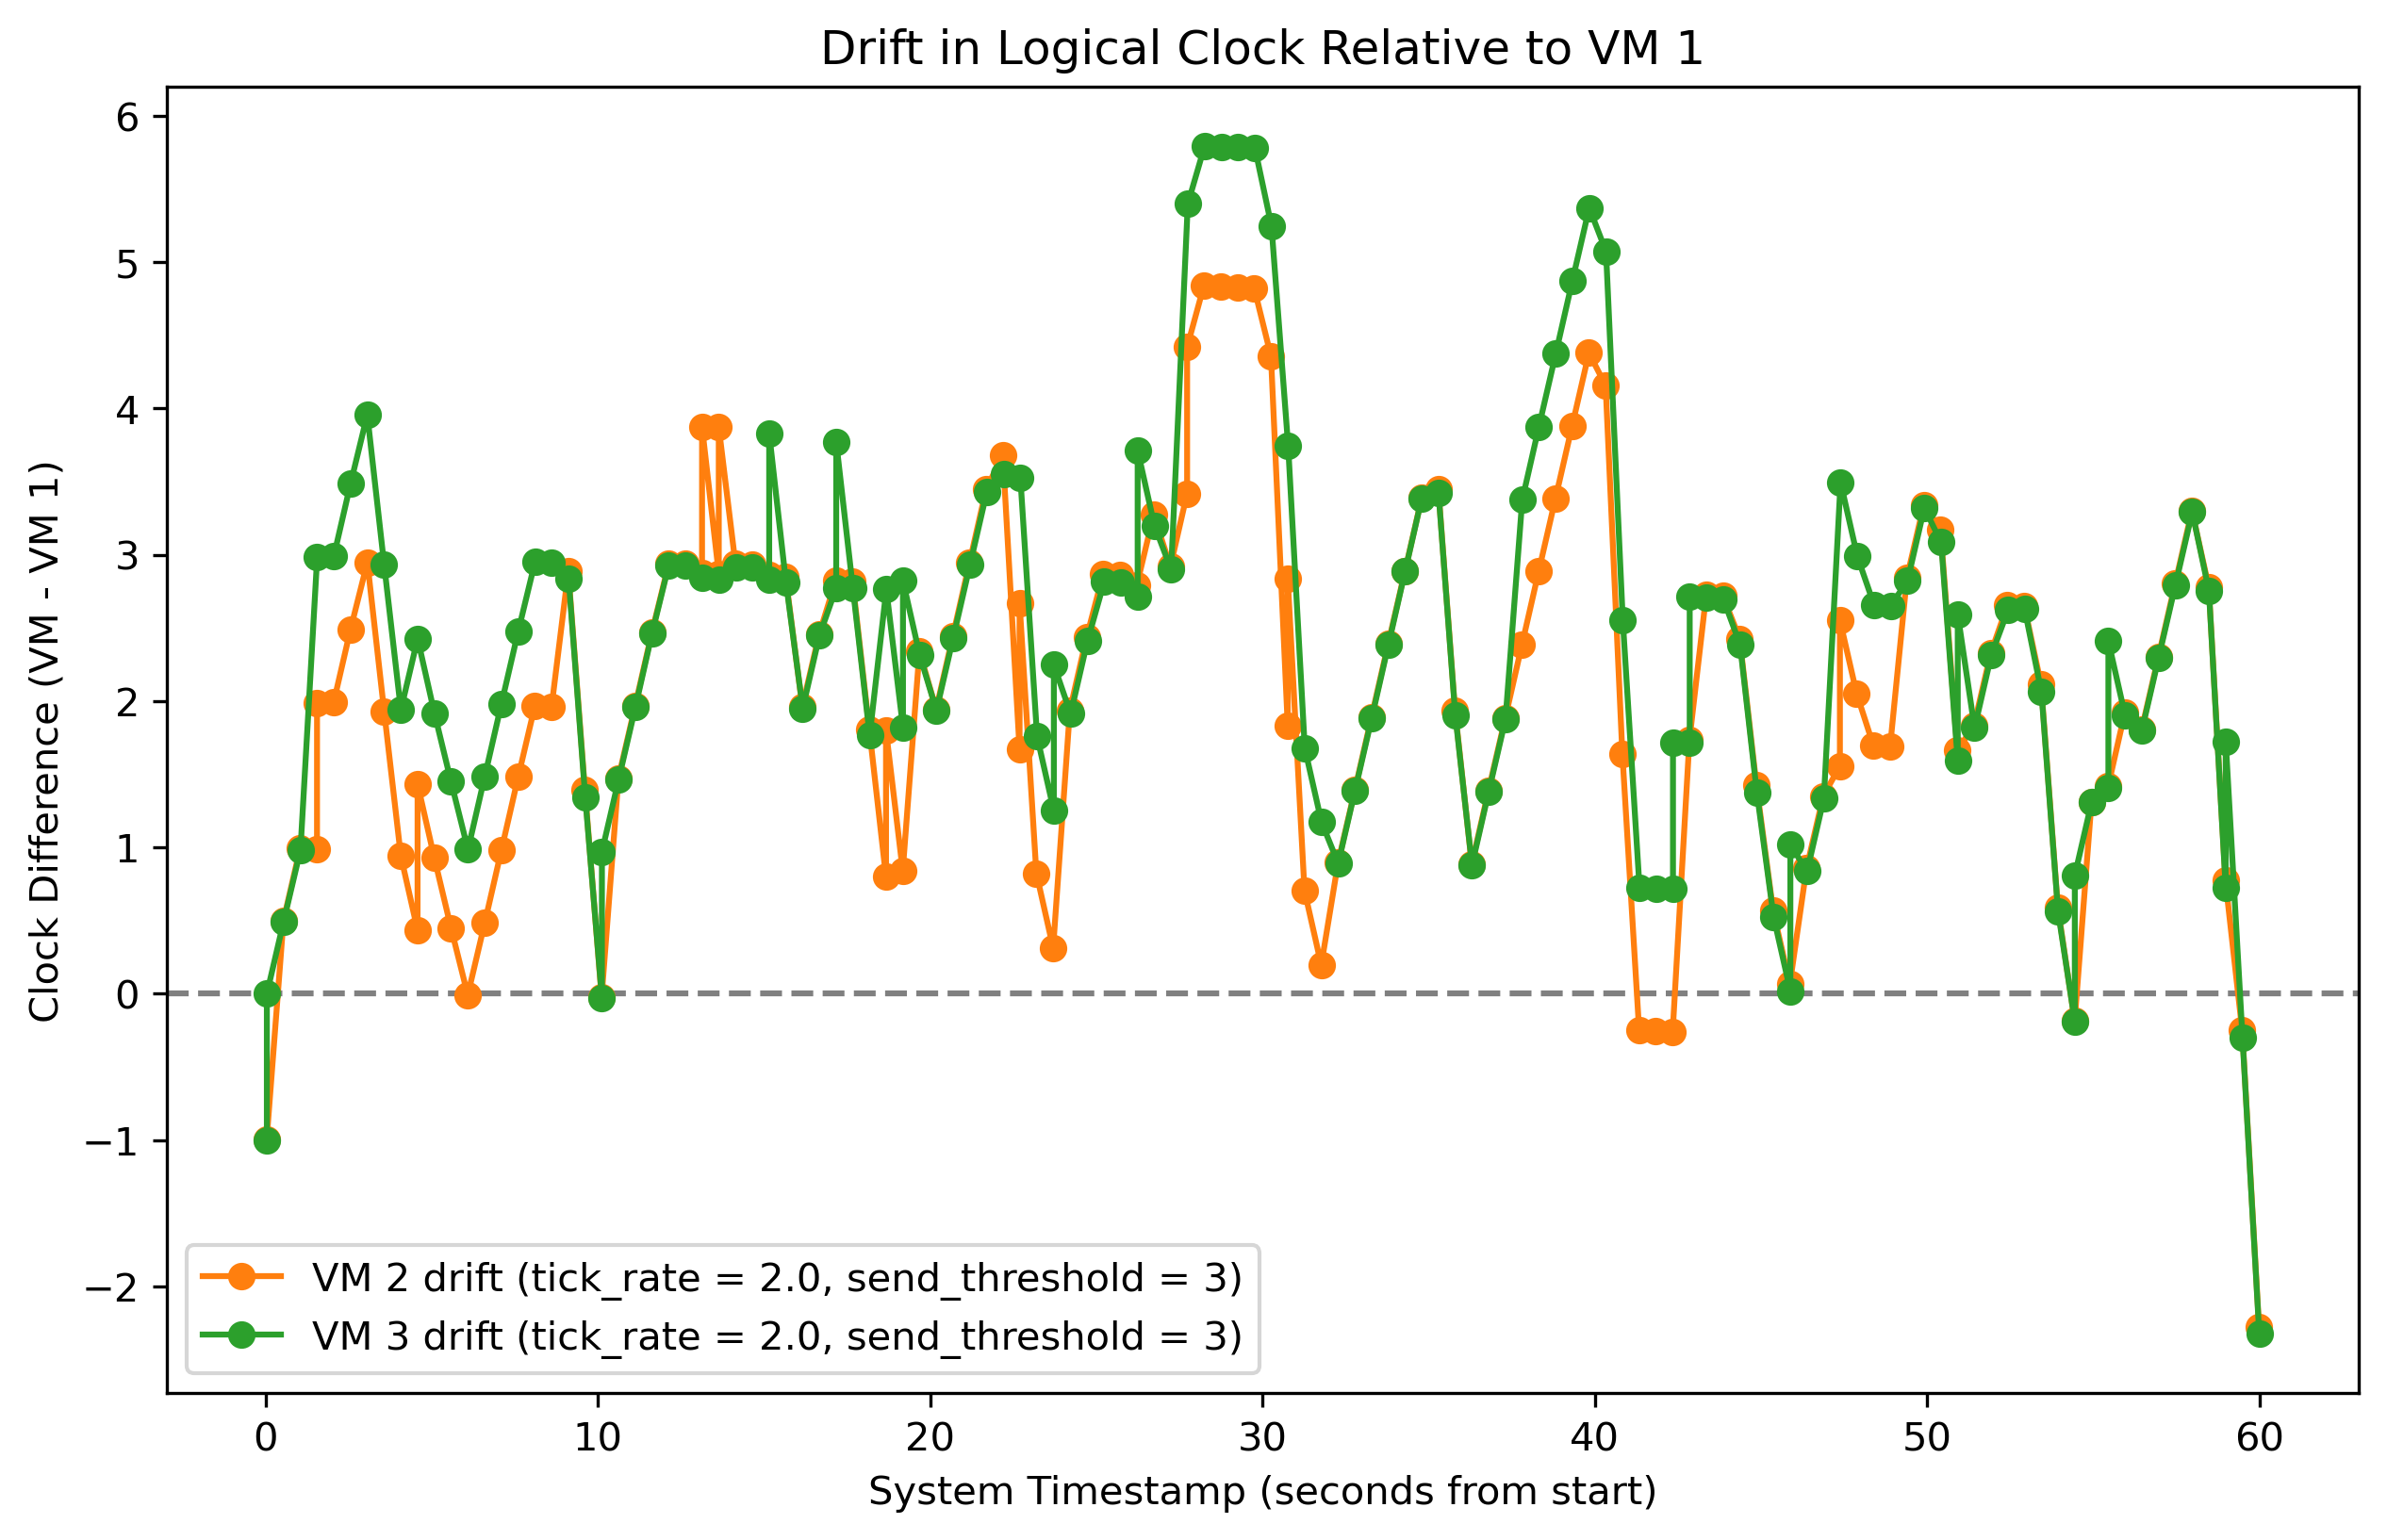 Drift in Logical Clock Relative to VM 1
Clock Difference (VM - VM 1)
6
5
4
3
2
1
0
−1
−2
VM 2 drift (tick_rate = 2.0, send_threshold = 3)
VM 3 drift (tick_rate = 2.0, send_threshold = 3)
0 10 20 30 40 50 60
System Timestamp (seconds from start)